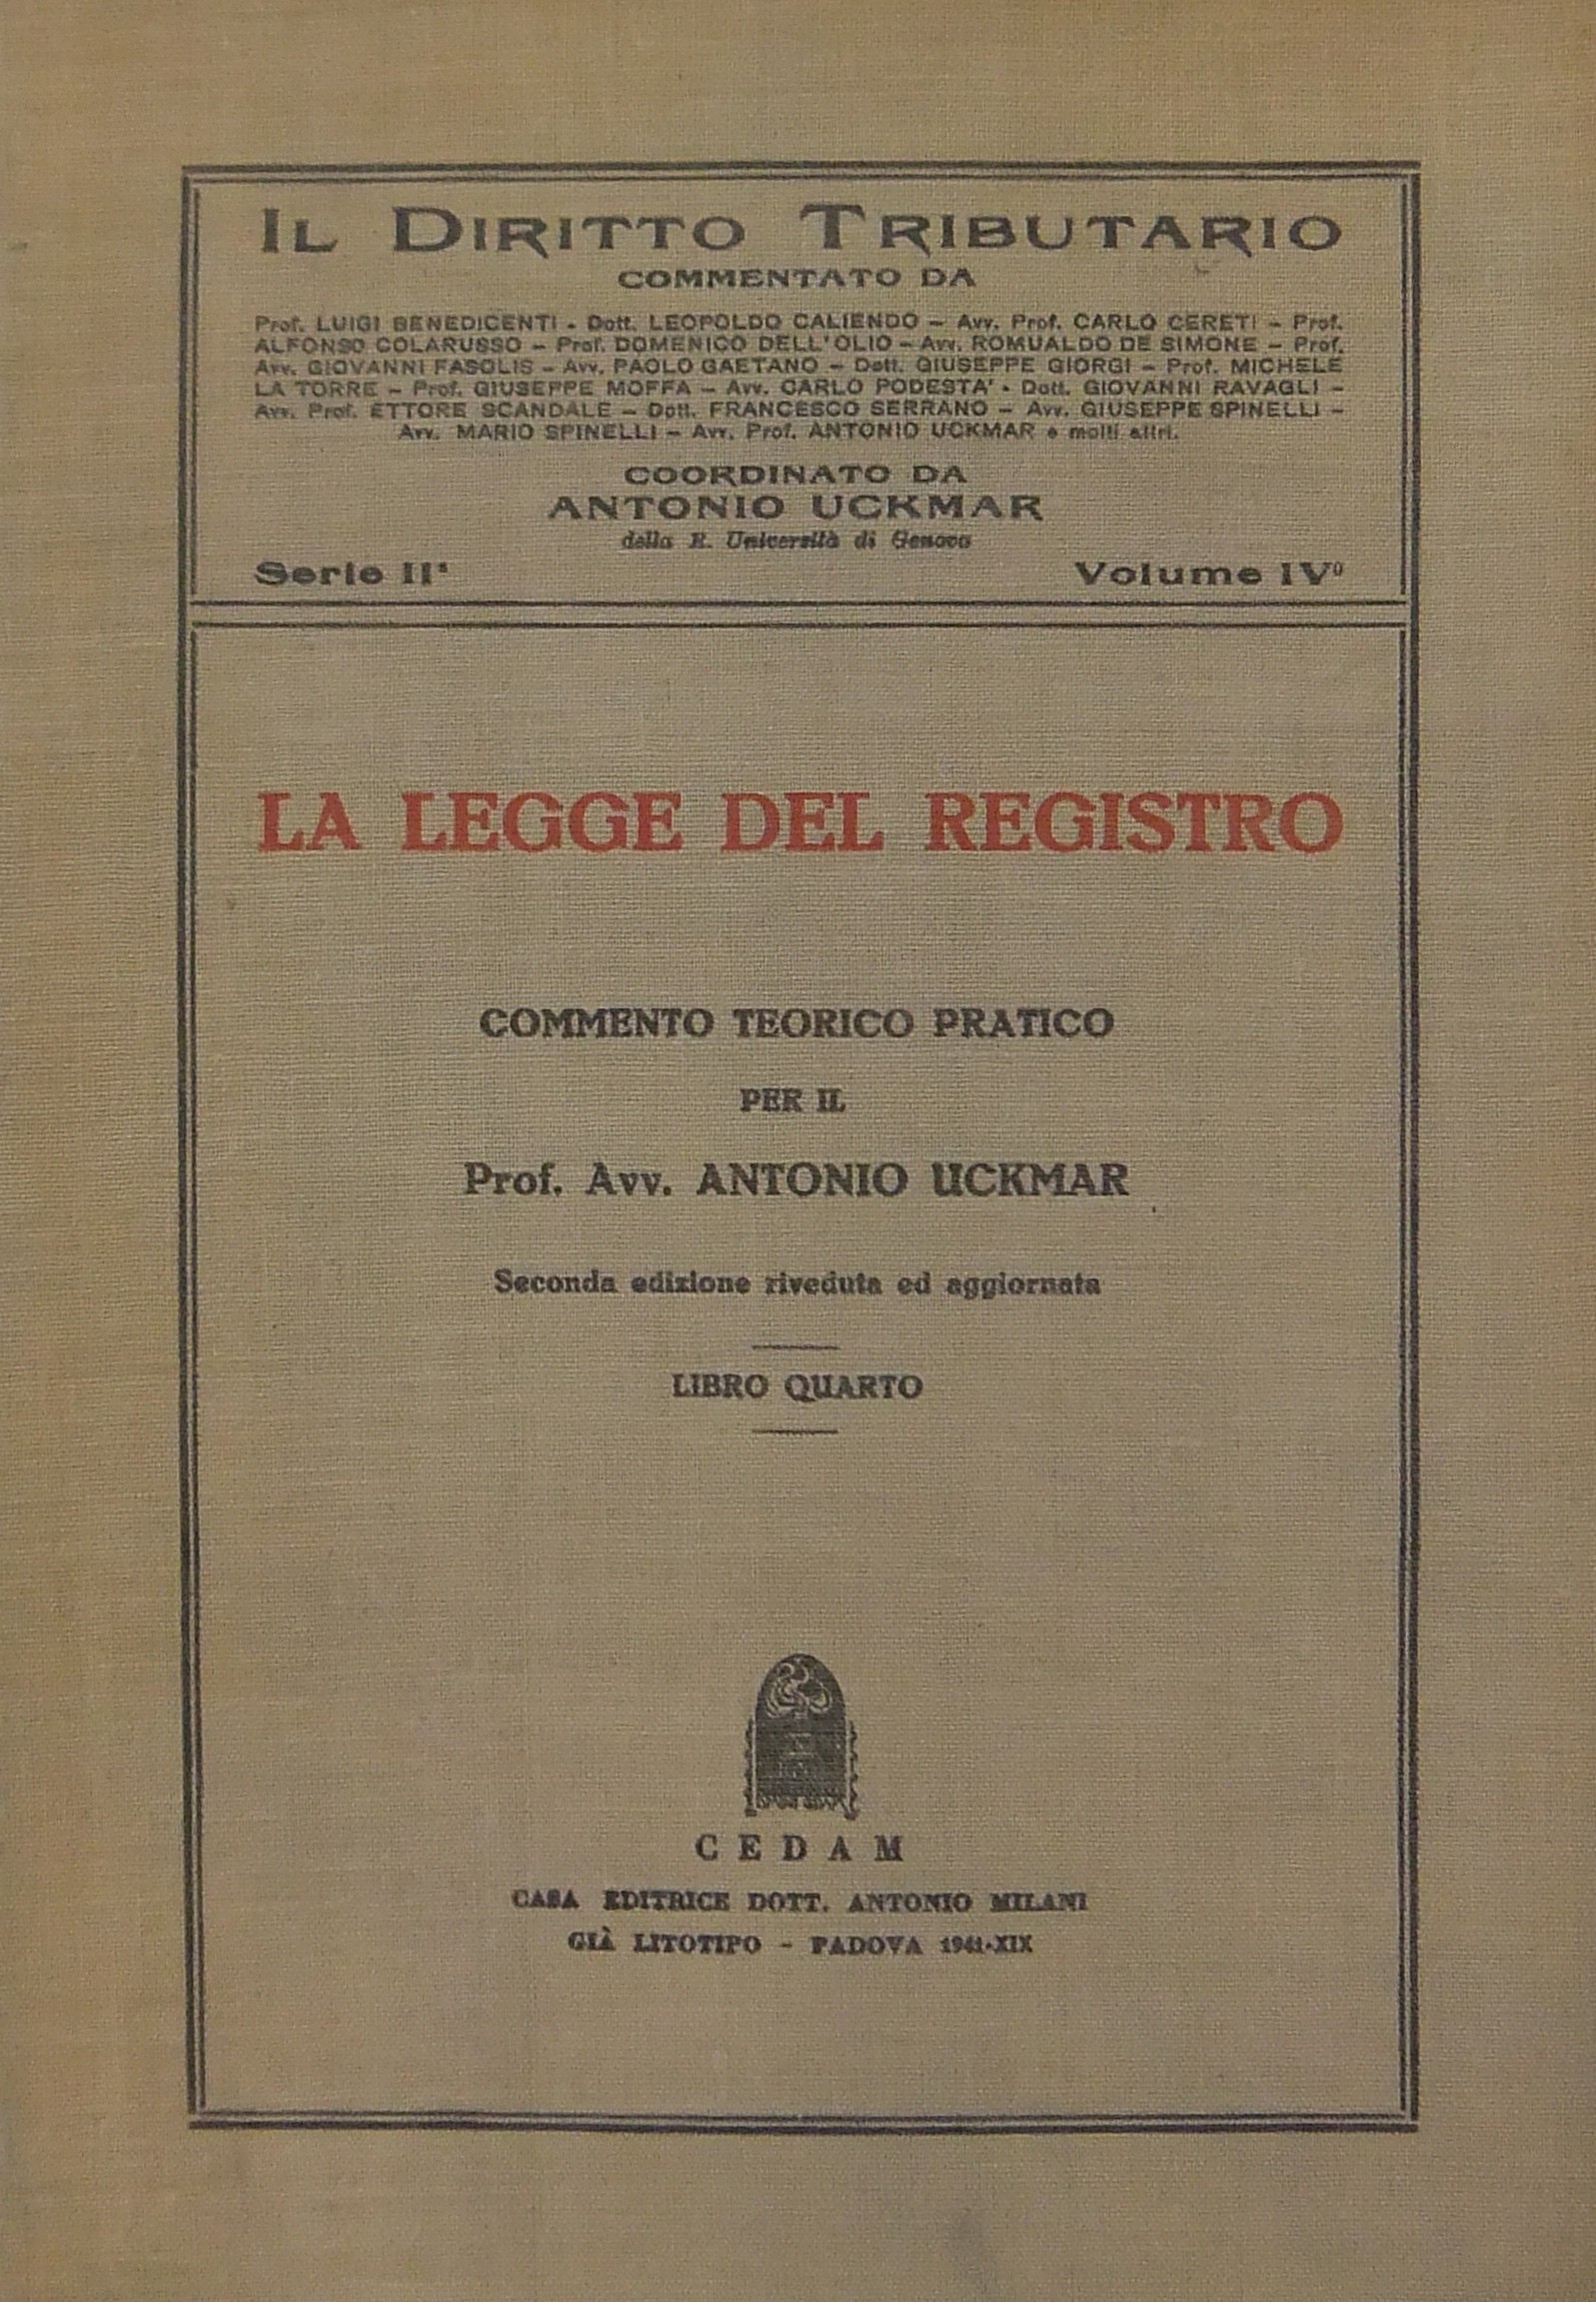 IL DIRITTO TRIBUTARIO
COMMENTATO DA
Prof. LUIGI BENEDICENTI - Dott. LEOPOLDO CALIENDO – Avv. Prof. CARLO CERETI – Prof.
ALFONSO COLARUSSO – Prof. DOMENICO DELL'OLIO – Avv. ROMUALDO DE SIMONE – Prof.
Avv. GIOVANNI FASOLIS – Avv. PAOLO GAETANO – Dott. GIUSEPPE GIORGI – Prof. MICHELE
LA TORRE – Prof. GIUSEPPE MOFFA – Avv. CARLO PODESTA' - Dott. GIOVANNI RAVAGLI –
Avv. Prof. ETTORE SCANDALE – Dott. FRANCESCO SERRANO – Avv. GIUSEPPE SPINELLI –
Avv. MARIO SPINELLI – Avv. Prof. ANTONIO UCKMAR e molti altri.
COORDINATO DA
ANTONIO UCKMAR
della R. Università di Genova
Serie IIª Volume IVº
LA LEGGE DEL REGISTRO
COMMENTO TEORICO PRATICO
PER IL
Prof. Avv. ANTONIO UCKMAR
Seconda edizione riveduta ed aggiornata
LIBRO QUARTO
CEDAM
CASA EDITRICE DOTT. ANTONIO MILANI
GIÀ LITOTIPO - PADOVA 1941-XIX